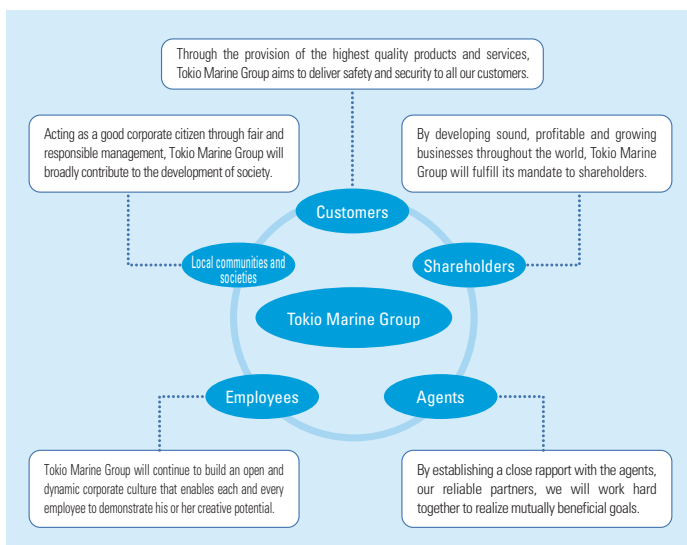 Through the provision of the highest quality products and services,
Tokio Marine Group aims to deliver safety and security to all our customers.
Acting as a good corporate citizen through fair and
responsible management, Tokio Marine Group will
broadly contribute to the development of society.
By developing sound, profitable and growing
businesses throughout the world, Tokio Marine
Group will fulfill its mandate to shareholders.
Customers
Local communities and
societies
Shareholders
Tokio Marine Group
Employees
Agents
Tokio Marine Group will continue to build an open and
dynamic corporate culture that enables each and every
employee to demonstrate his or her creative potential.
By establishing a close rapport with the agents,
our reliable partners, we will work hard
together to realize mutually beneficial goals.